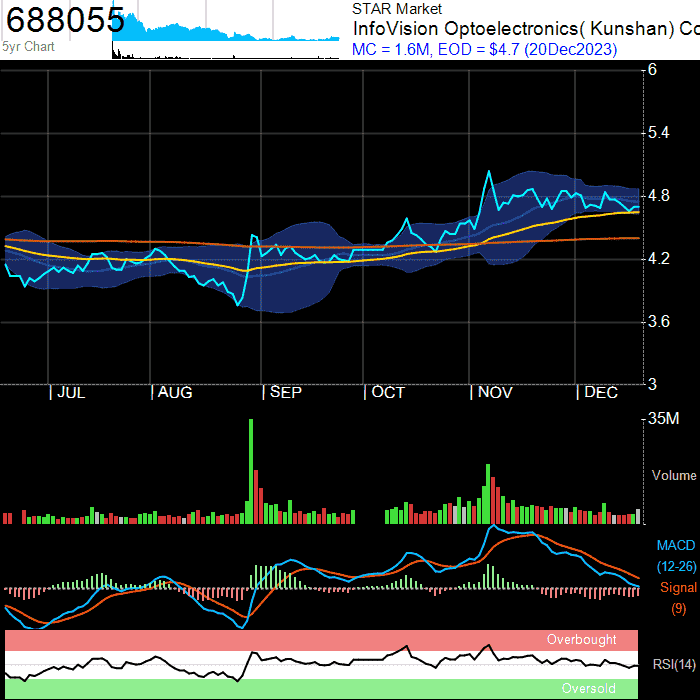 688055
5yr Chart
STAR Market
InfoVision Optoelectronics( Kunshan) Co
MC = 1.6M, EOD = $4.7 (20Dec2023)
6
5.4
4.8
4.2
3.6
3
JUL
AUG
SEP
OCT
NOV
DEC
35M
Volume
MACD
(12-26)
Signal
(9)
Overbought
RSI(14)
Oversold